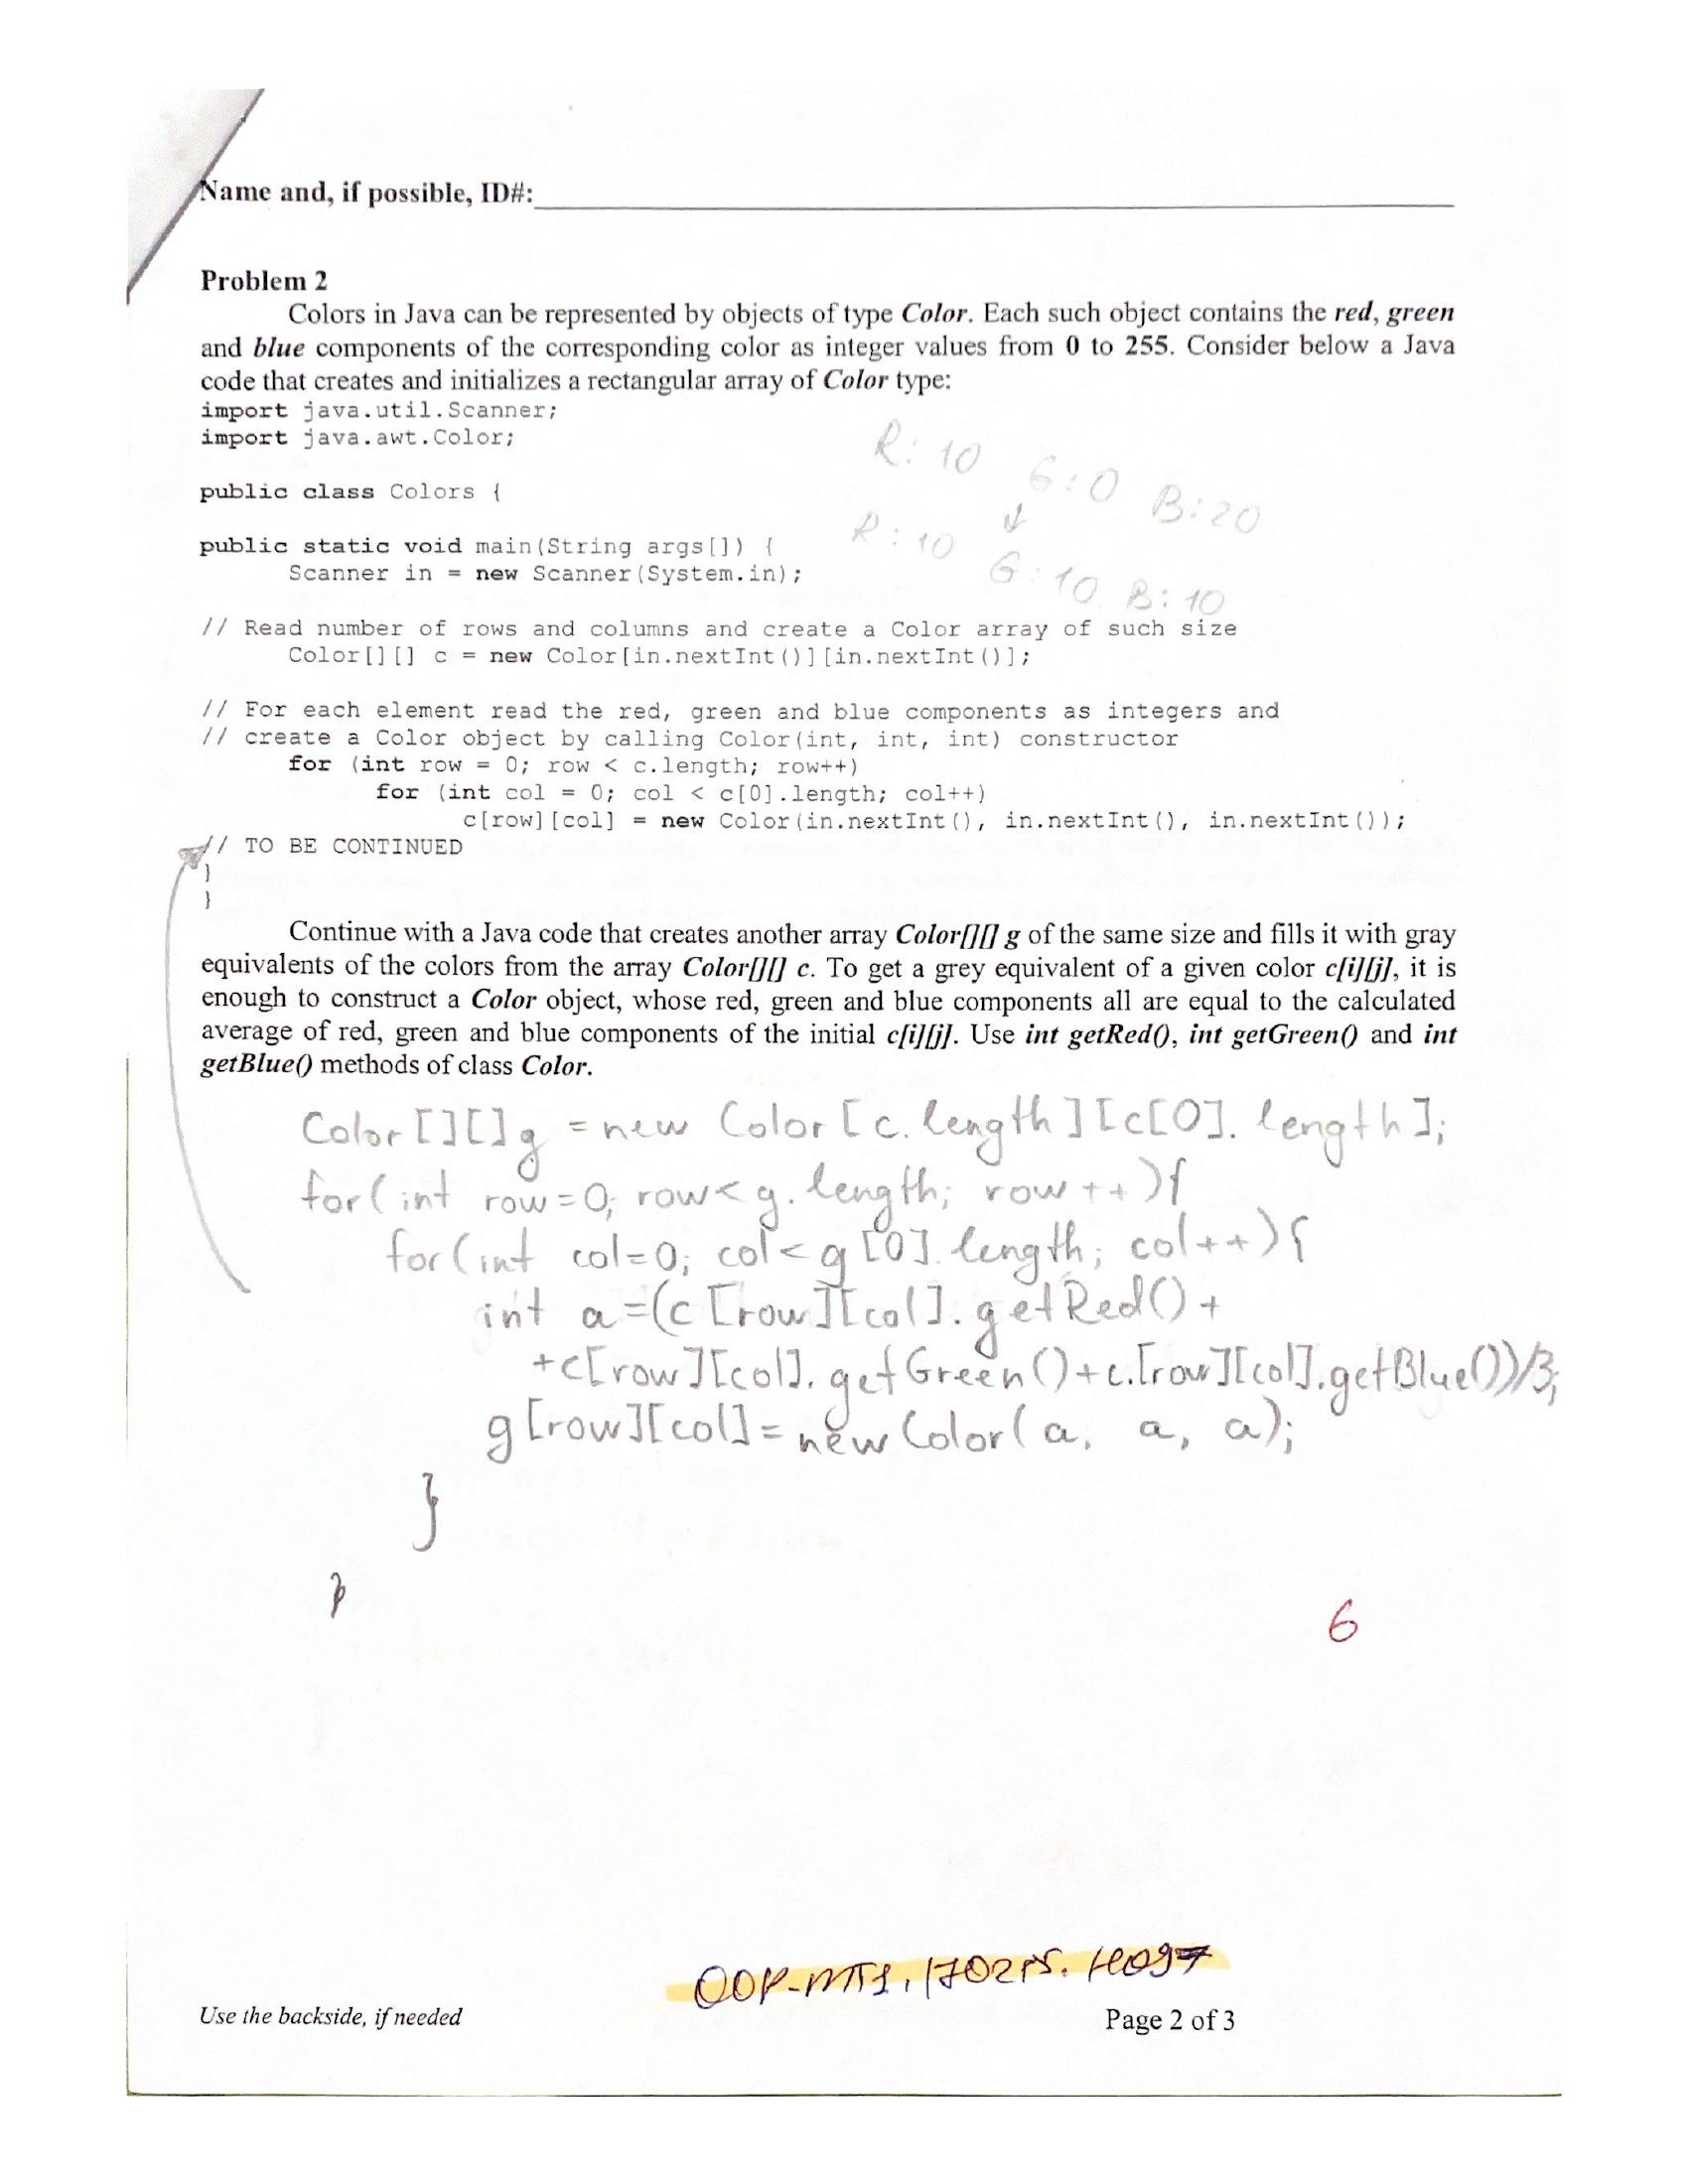 Name and, if possible, ID#:
Problem 2
Colors in Java can be represented by objects of type Color. Each such object contains the red, green
and blue components of the corresponding color as integer values from 0 to 255. Consider below a Java
code that creates and initializes a rectangular array of Color type:
import java.util.Scanner;
import java.awt.Color;
R: 10 G: 0 B: 20
public class Colors {
R: 10 G: 10 B: 10
public static void main(String args[]) {
Scanner in = new Scanner(System.in);
// Read number of rows and columns and create a Color array of such size
Color[][] c = new Color[in.nextInt()][in.nextInt()];
// For each element read the red, green and blue components as integers and
// create a Color object by calling Color(int, int, int) constructor
for (int row = 0; row < c.length; row++)
for (int col = 0; col < c[0].length; col++)
c[row][col] = new Color(in.nextInt(), in.nextInt(), in.nextInt());
// TO BE CONTINUED
}
}
Continue with a Java code that creates another array Color[][] g of the same size and fills it with gray
equivalents of the colors from the array Color[][] c. To get a grey equivalent of a given color c[i][j], it is
enough to construct a Color object, whose red, green and blue components all are equal to the calculated
average of red, green and blue components of the initial c[i][j]. Use int getRed(), int getGreen() and int
getBlue() methods of class Color.
Color [][] g = new Color [c.length][c[0].length];
for(int row=0; row<g.length; row++){
for(int col=0; col<g[0].length; col++){
int a=(c[row][col].getRed()+
+c[row][col].getGreen()+c.[row][col].getBlue())/3;
g[row][col]=new Color(a, a, a);
}
}
6
Use the backside, if needed
Page 2 of 3